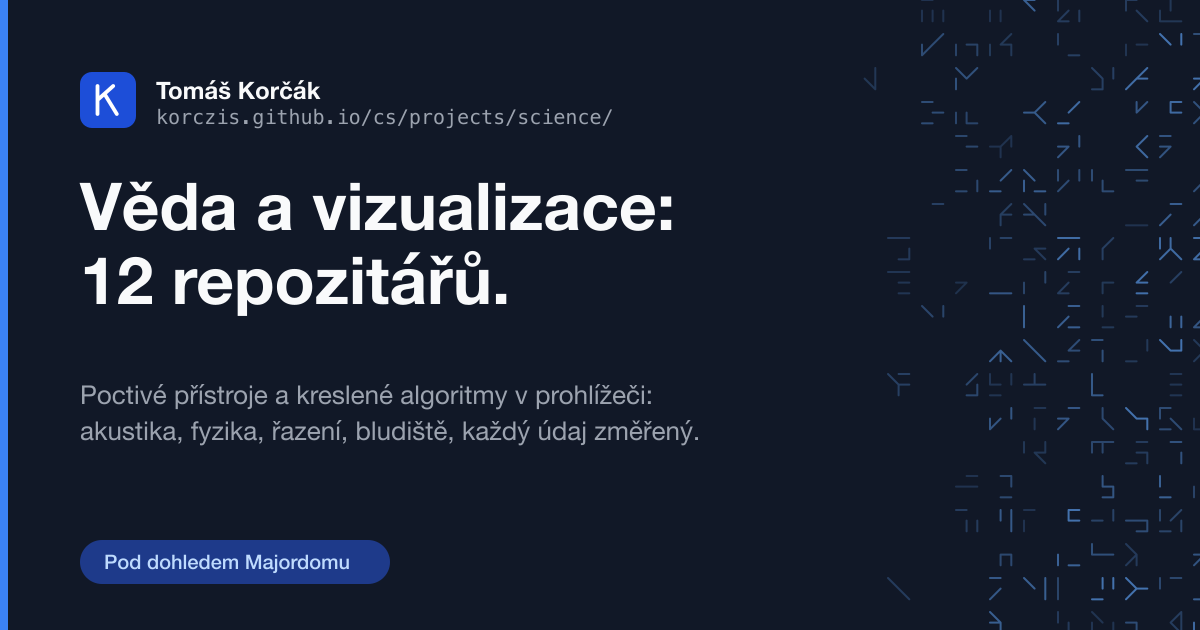 K
Tomáš Korčák
korczis.github.io/cs/projects/science/
Věda a vizualizace:
12 repozitářů.
Poctivé přístroje a kreslené algoritmy v prohlížeči:
akustika, fyzika, řazení, bludiště, každý údaj změřený.
Pod dohledem Majordomu